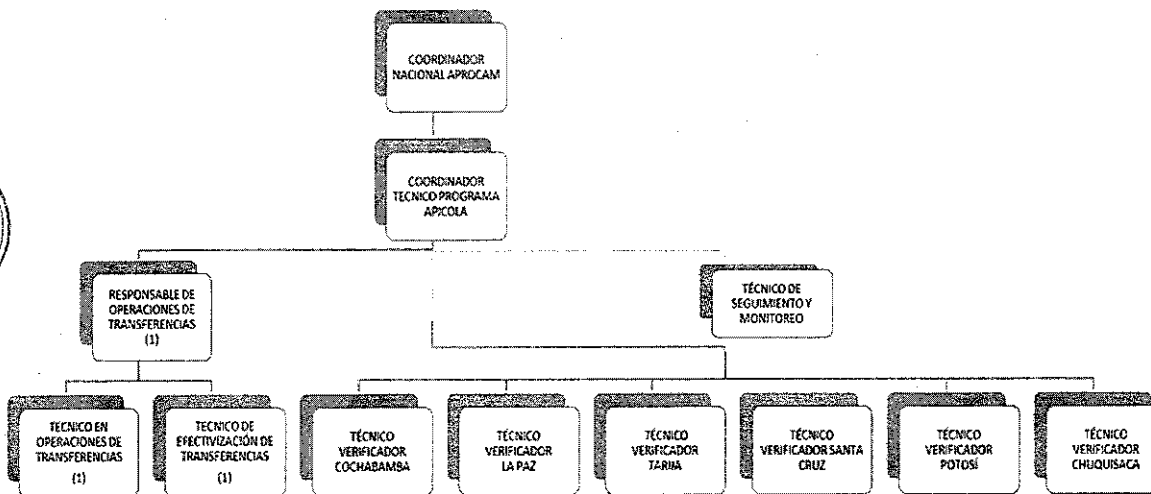 COORDINADOR
NACIONAL APROCAM
COORDINADOR
TECNICO PROGRAMA
APICOLA
RESPONSABLE DE
OPERACIONES DE
TRANSFERENCIAS
(1)
TÉCNICO DE
SEGUIMIENTO Y
MONITOREO
TECNICO EN
OPERACIONES DE
TRANSFERENCIAS
(1)
TECNICO DE
EFECTIVIZACIÓN DE
TRANSFERENCIAS
(1)
TÉCNICO
VERIFICADOR
COCHABAMBA
TÉCNICO
VERIFICADOR
LA PAZ
TÉCNICO
VERIFICADOR
TARIJA
TÉCNICO
VERIFICADOR SANTA
CRUZ
TÉCNICO
VERIFICADOR
POTOSÍ
TÉCNICO
VERIFICADOR
CHUQUISACA